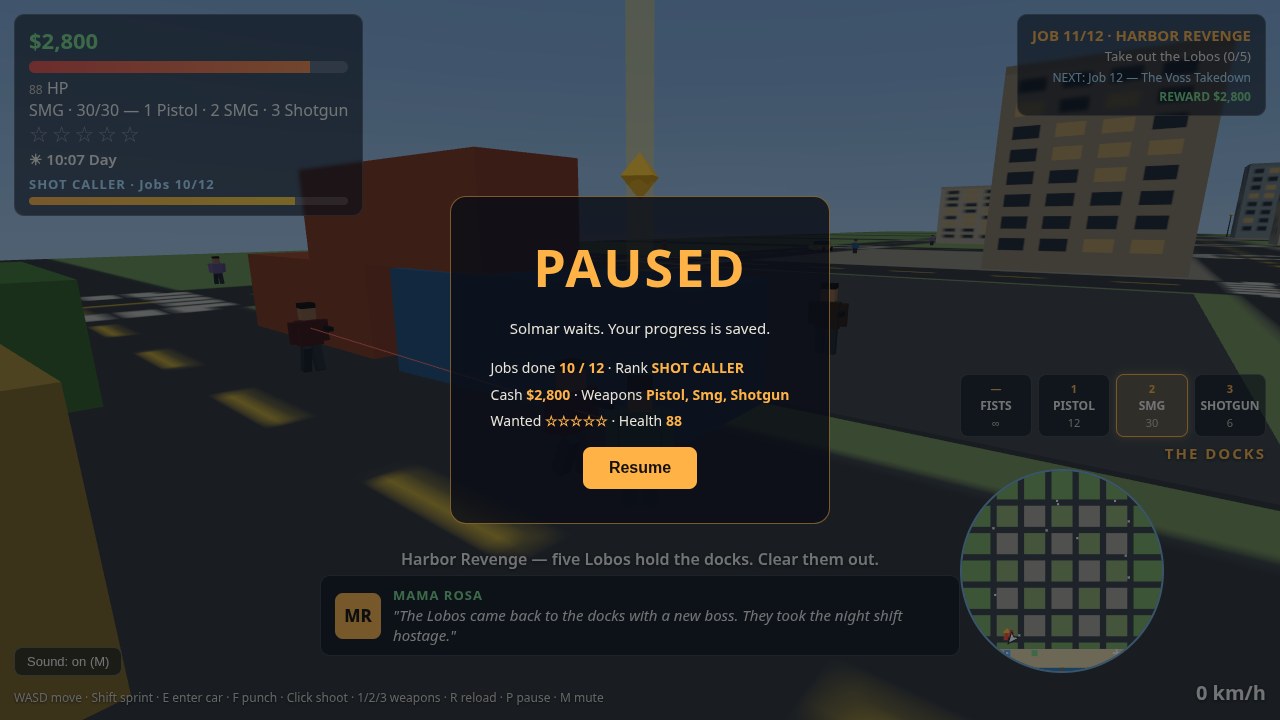 $2,800
88 HP
SMG · 30/30 — 1 Pistol · 2 SMG · 3 Shotgun
☆ ☆ ☆ ☆ ☆
☀ 10:07 Day
SHOT CALLER · Jobs 10/12
JOB 11/12 · HARBOR REVENGE
Take out the Lobos (0/5)
NEXT: Job 12 — The Voss Takedown
REWARD $2,800
PAUSED
Solmar waits. Your progress is saved.
Jobs done 10 / 12 · Rank SHOT CALLER
Cash $2,800 · Weapons Pistol, Smg, Shotgun
Wanted ☆☆☆☆☆ · Health 88
Resume
— FISTS ∞
1 PISTOL 12
2 SMG 30
3 SHOTGUN 6
THE DOCKS
Harbor Revenge — five Lobos hold the docks. Clear them out.
MR
MAMA ROSA
"The Lobos came back to the docks with a new boss. They took the night shift
hostage."
Sound: on (M)
WASD move · Shift sprint · E enter car · F punch · Click shoot · 1/2/3 weapons · R reload · P pause · M mute
0 km/h